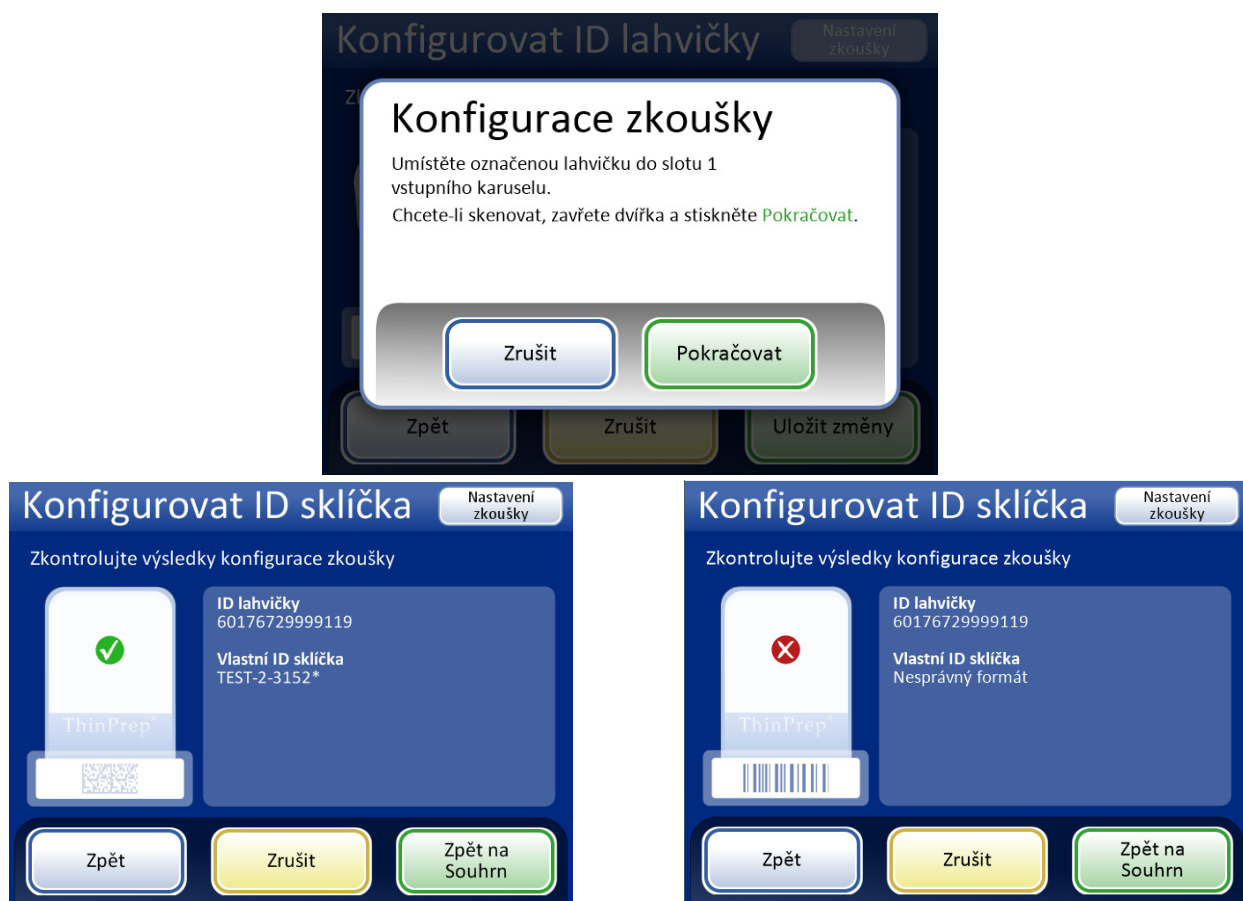 Konfigurovat ID lahvičky
Nastavení
zkoušky
Konfigurace zkoušky
Umístěte označenou lahvičku do slotu 1
vstupního karuselu.
Chcete-li skenovat, zavřete dvířka a stiskněte Pokračovat.
Zrušit
Pokračovat
Zpět
Zrušit
Uložit změny
Konfigurovat ID sklíčka
Nastavení
zkoušky
Zkontrolujte výsledky konfigurace zkoušky
ID lahvičky
60176729999119
Vlastní ID sklíčka
TEST-2-3152*
ThinPrep®
Zpět
Zrušit
Zpět na
Souhrn
Konfigurovat ID sklíčka
Nastavení
zkoušky
Zkontrolujte výsledky konfigurace zkoušky
ID lahvičky
60176729999119
Vlastní ID sklíčka
Nesprávný formát
ThinPrep®
Zpět
Zrušit
Zpět na
Souhrn